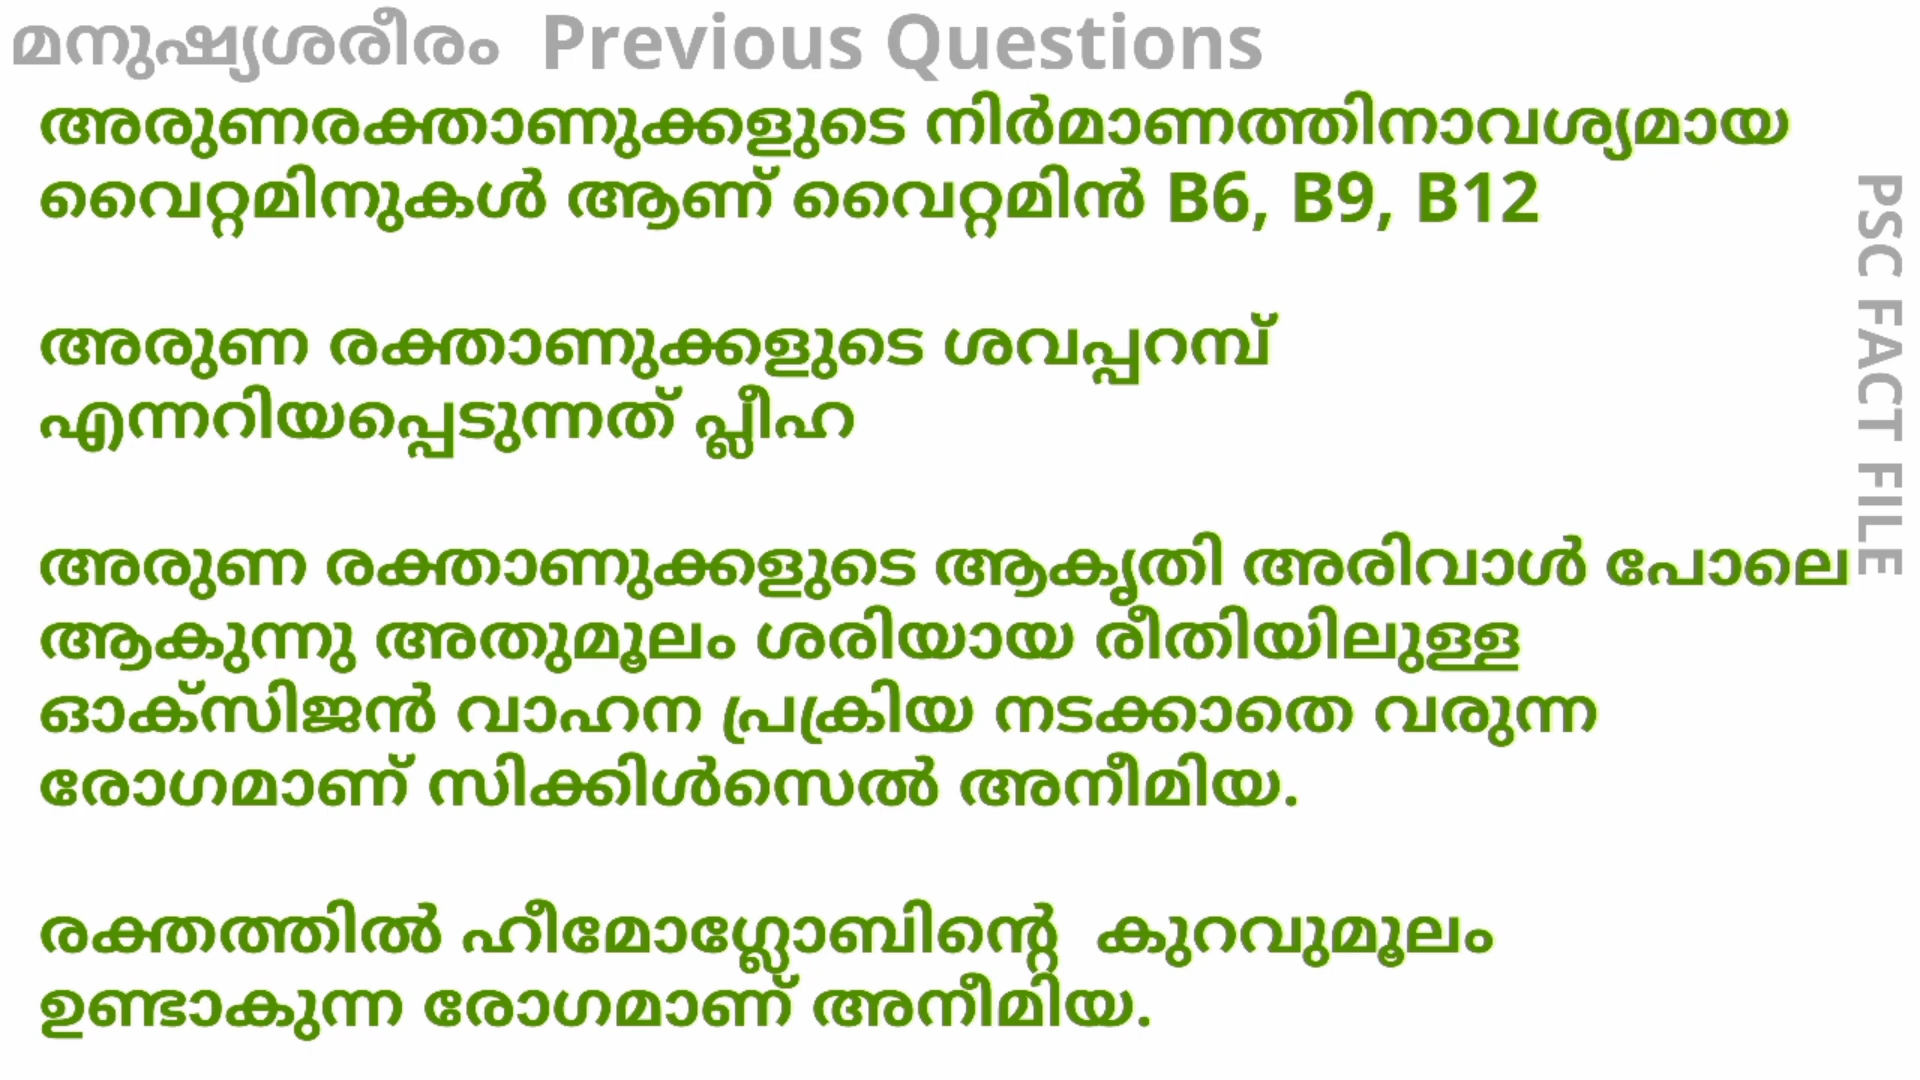 മനുഷ്യശരീരം Previous Questions
അരുണരക്താണുക്കളുടെ നിർമാണത്തിനാവശ്യമായ
വൈറ്റമിനുകൾ ആണ് വൈറ്റമിൻ B6, B9, B12
അരുണ രക്താണുക്കളുടെ ശവപ്പറമ്പ്
എന്നറിയപ്പെടുന്നത് പ്ലീഹ
അരുണ രക്താണുക്കളുടെ ആകൃതി അരിവാൾ പോലെ
ആകുന്നു അതുമൂലം ശരിയായ രീതിയിലുള്ള
ഓക്സിജൻ വാഹന പ്രക്രിയ നടക്കാതെ വരുന്ന
രോഗമാണ് സിക്കിൾസെൽ അനീമിയ.
രക്തത്തിൽ ഹീമോഗ്ലോബിന്റെ കുറവുമൂലം
ഉണ്ടാകുന്ന രോഗമാണ് അനീമിയ.
PSC FACT FILE